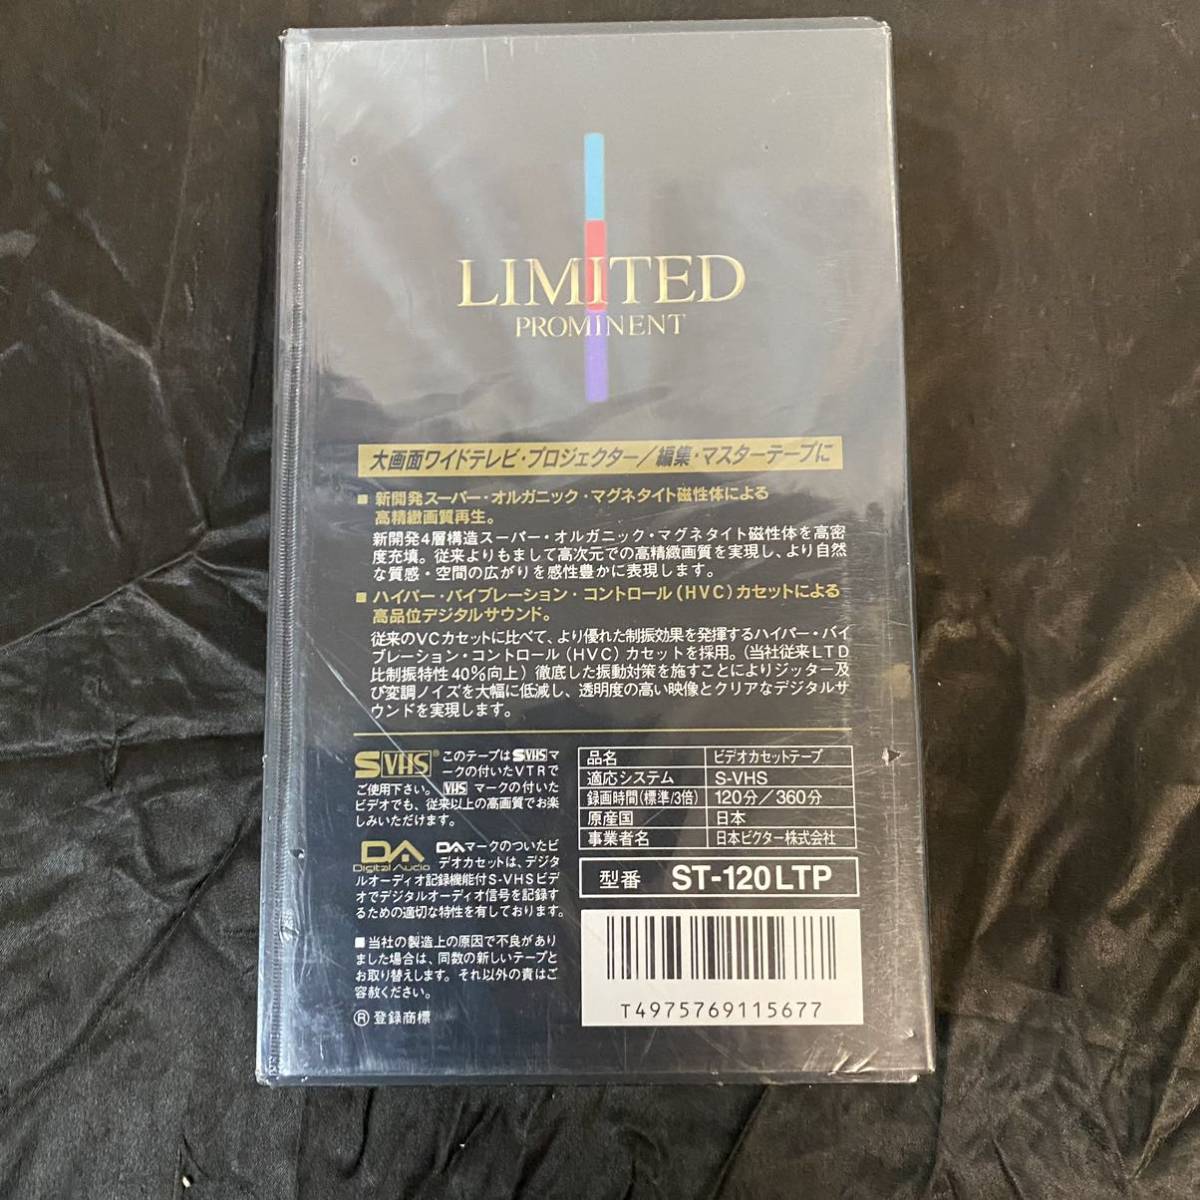 LIMITED
PROMINENT
大画面ワイドテレビ・プロジェクター/編集・マスターテープに
■ 新開発スーパー・オルガニック・マグネタイト磁性体による
高精緻画質再生。
新開発4層構造スーパー・オルガニック・マグネタイト磁性体を高密
度充填。従来よりもまして高次元での高精緻画質を実現し、より自然
な質感・空間の広がりを感性豊かに表現します。
■ ハイパー・バイブレーション・コントロール(HVC)カセットによる
高品位デジタルサウンド。
従来のVCカセットに比べて、より優れた制振効果を発揮するハイパー・バイ
ブレーション・コントロール(HVC)カセットを採用。(当社従来LTD
比制振特性40%向上)徹底した振動対策を施すことによりジッター及
び変調ノイズを大幅に低減し、透明度の高い映像とクリアなデジタルサ
ウンドを実現します。
SVHS® このテープはSVHSマ
ークの付いたVTRで
ご使用下さい。VHSマークの付いた
ビデオでも、従来以上の高画質でお楽
しみいただけます。
DA Digital Audio DAマークのついたビ
デオカセットは、デジタ
ルオーディオ記録機能付S-VHSビデ
オでデジタルオーディオ信号を記録す
るための適切な特性を有しております。
■当社の製造上の原因で不良があり
ました場合は、同数の新しいテープと
お取り替えします。それ以外の責はご
容赦ください。
®登録商標
品名 ビデオカセットテープ
適応システム S-VHS
録画時間(標準/3倍) 120分/360分
原産国 日本
事業者名 日本ビクター株式会社
型番 ST-120LTP
T4975769115677